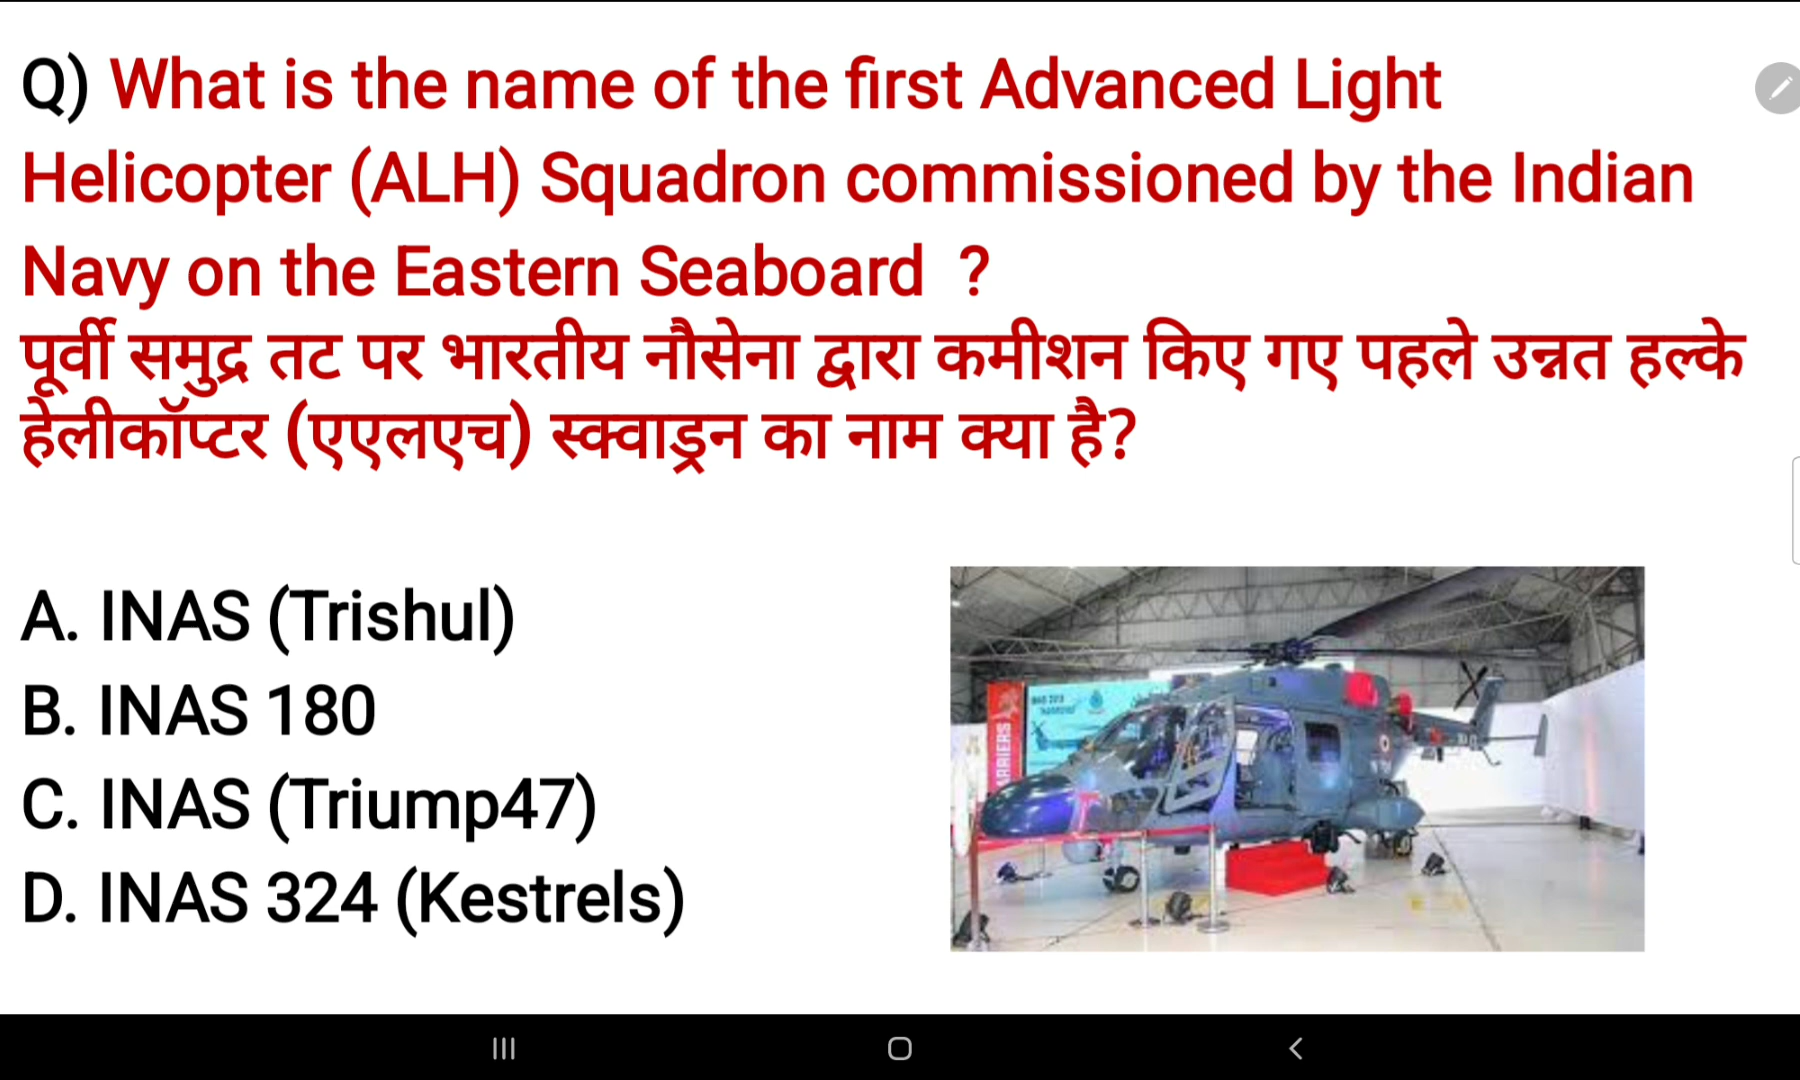 Q) What is the name of the first Advanced Light
Helicopter (ALH) Squadron commissioned by the Indian
Navy on the Eastern Seaboard ?
पूर्वी समुद्र तट पर भारतीय नौसेना द्वारा कमीशन किए गए पहले उन्नत हल्के
हेलीकॉप्टर (एएलएच) स्क्वाड्रन का नाम क्या है?
A. INAS (Trishul)
B. INAS 180
C. INAS (Triump47)
D. INAS 324 (Kestrels)